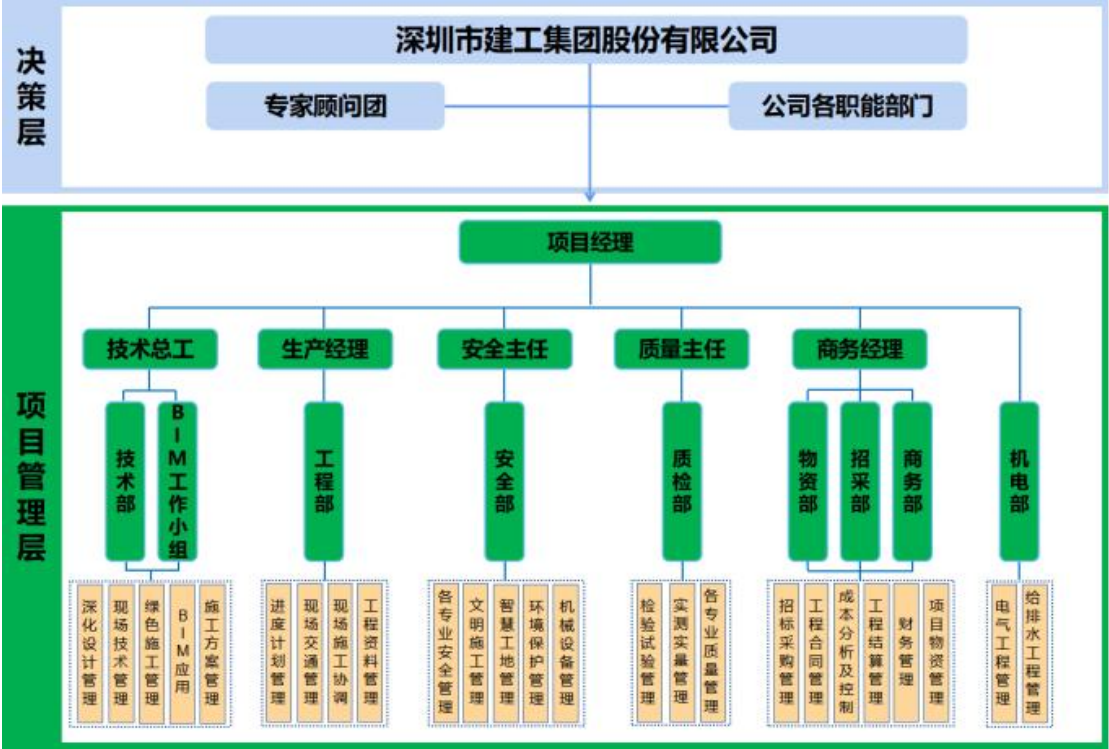 决策层
深圳市建工集团股份有限公司
专家顾问团
公司各职能部门
项目管理层
项目经理
技术总工
生产经理
安全主任
质量主任
商务经理
技术部
BIM工作小组
工程部
安全部
质检部
物资部
招采部
商务部
机电部
深化设计管理
现场技术管理
绿色施工管理
BIM应用
施工方案管理
进度计划管理
现场交通管理
现场施工协调
工程资料管理
各专业安全管理
文明施工管理
智慧工地管理
环境保护管理
机械设备管理
检验试验管理
实测实量管理
各专业质量管理
招标采购管理
工程合同管理
成本分析及控制
工程结算管理
财务管理
项目物资管理
电气工程管理
给排水工程管理